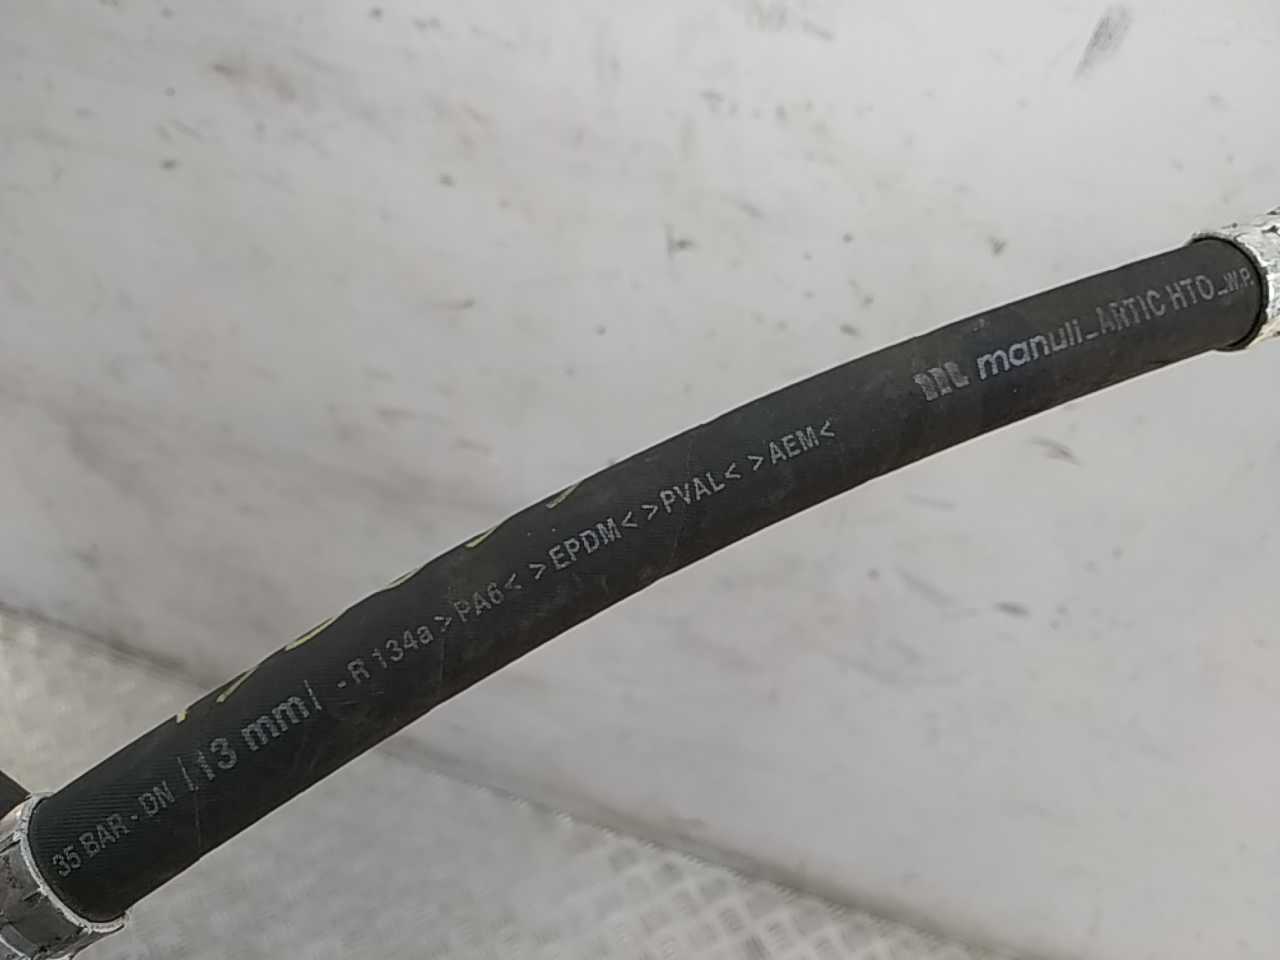 35 BAR - DN /13 mm/ - R 134a >PA6< >EPDM< >PVAL< >AEM< manuli_ARTIC HTO_W.P.